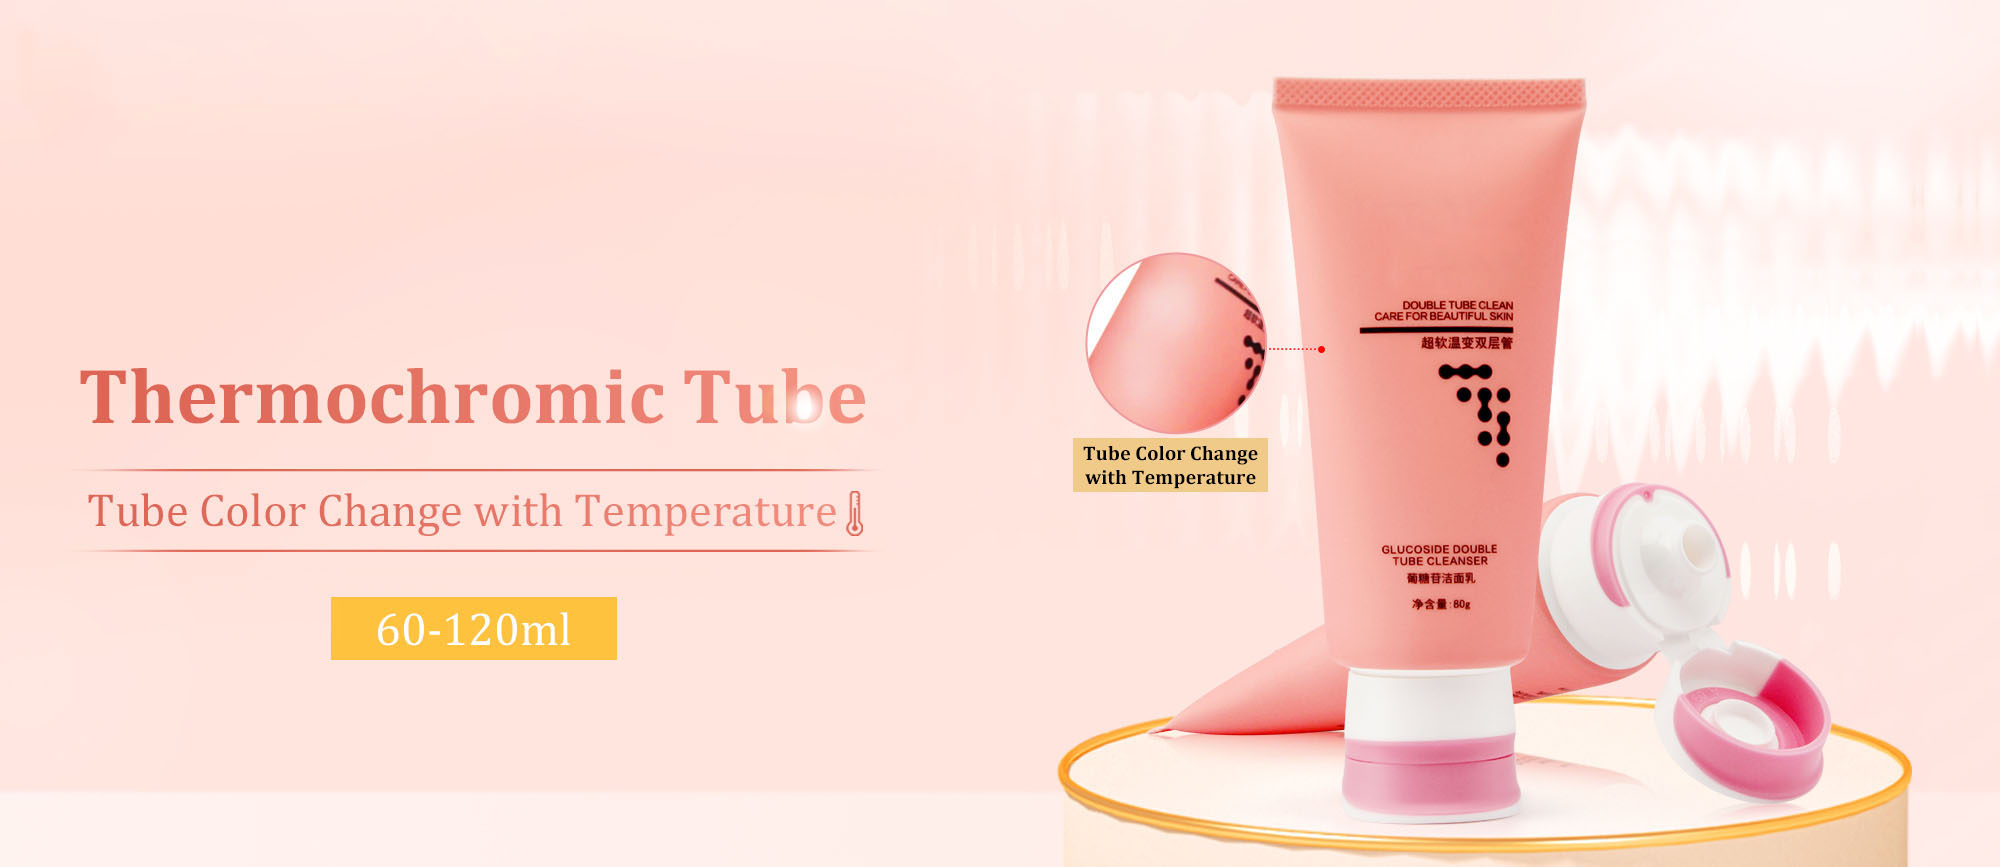 Thermochromic Tube
Tube Color Change with Temperature
60-120ml
Tube Color Change
with Temperature
DOUBLE TUBE CLEAN
CARE FOR BEAUTIFUL SKIN
超软温变双层管
GLUCOSIDE DOUBLE
TUBE CLEANSER
葡糖苷洁面乳
净含量:80g